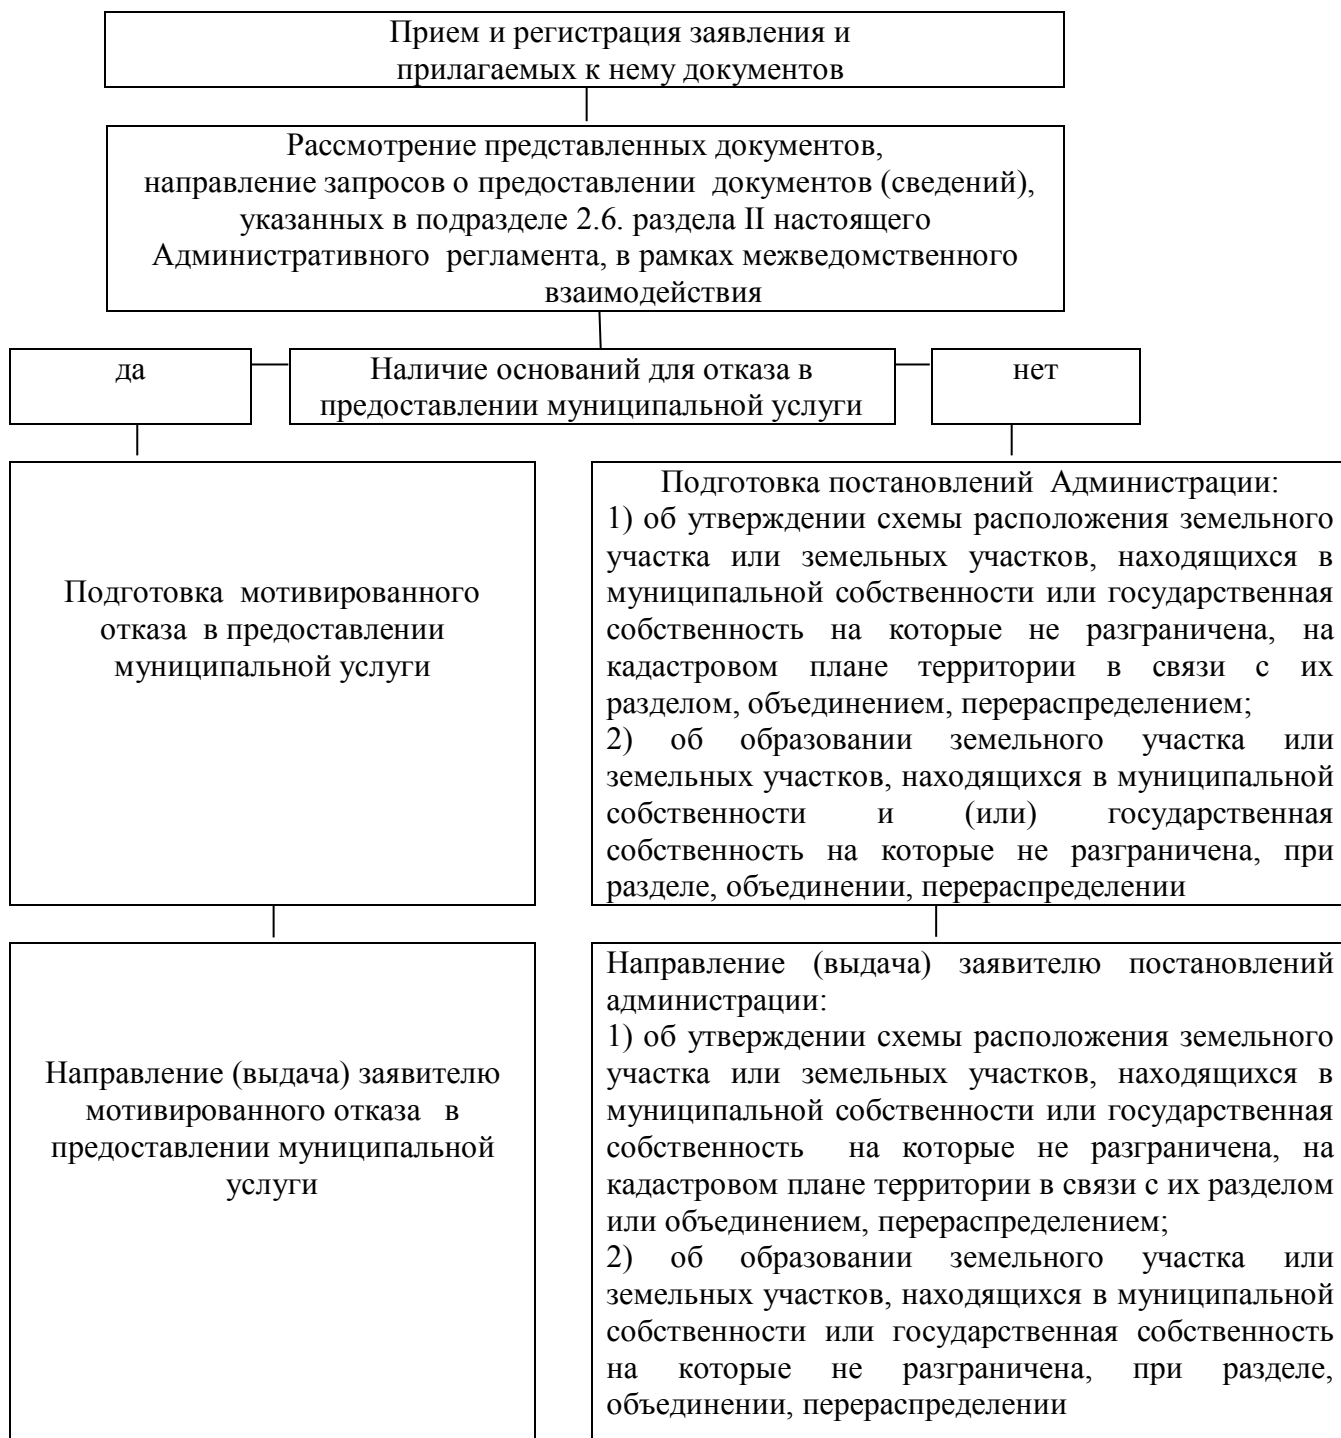 Прием и регистрация заявления и
прилагаемых к нему документов
Рассмотрение представленных документов,
направление запросов о предоставлении документов (сведений),
указанных в подразделе 2.6. раздела II настоящего
Административного регламента, в рамках межведомственного
взаимодействия
да
Наличие оснований для отказа в
предоставлении муниципальной услуги
нет
Подготовка мотивированного
отказа в предоставлении
муниципальной услуги
Подготовка постановлений Администрации:
1) об утверждении схемы расположения земельного
участка или земельных участков, находящихся в
муниципальной собственности или государственная
собственность на которые не разграничена, на
кадастровом плане территории в связи с их
разделом, объединением, перераспределением;
2) об образовании земельного участка или
земельных участков, находящихся в муниципальной
собственности и (или) государственная
собственность на которые не разграничена, при
разделе, объединении, перераспределении
Направление (выдача) заявителю
мотивированного отказа в
предоставлении муниципальной
услуги
Направление (выдача) заявителю постановлений
администрации:
1) об утверждении схемы расположения земельного
участка или земельных участков, находящихся в
муниципальной собственности или государственная
собственность на которые не разграничена, на
кадастровом плане территории в связи с их разделом
или объединением, перераспределением;
2) об образовании земельного участка или
земельных участков, находящихся в муниципальной
собственности или государственная собственность
на которые не разграничена, при разделе,
объединении, перераспределении